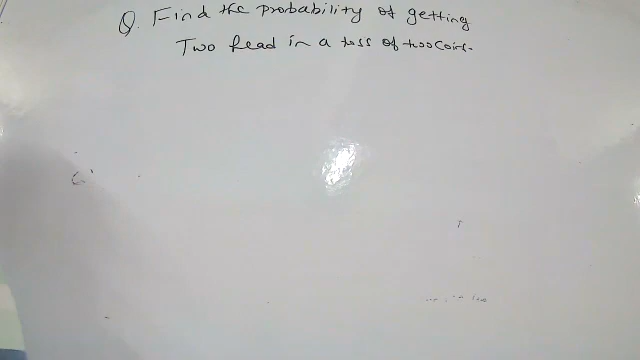 Q. Find the probability of getting
Two head in a toss of two coins.